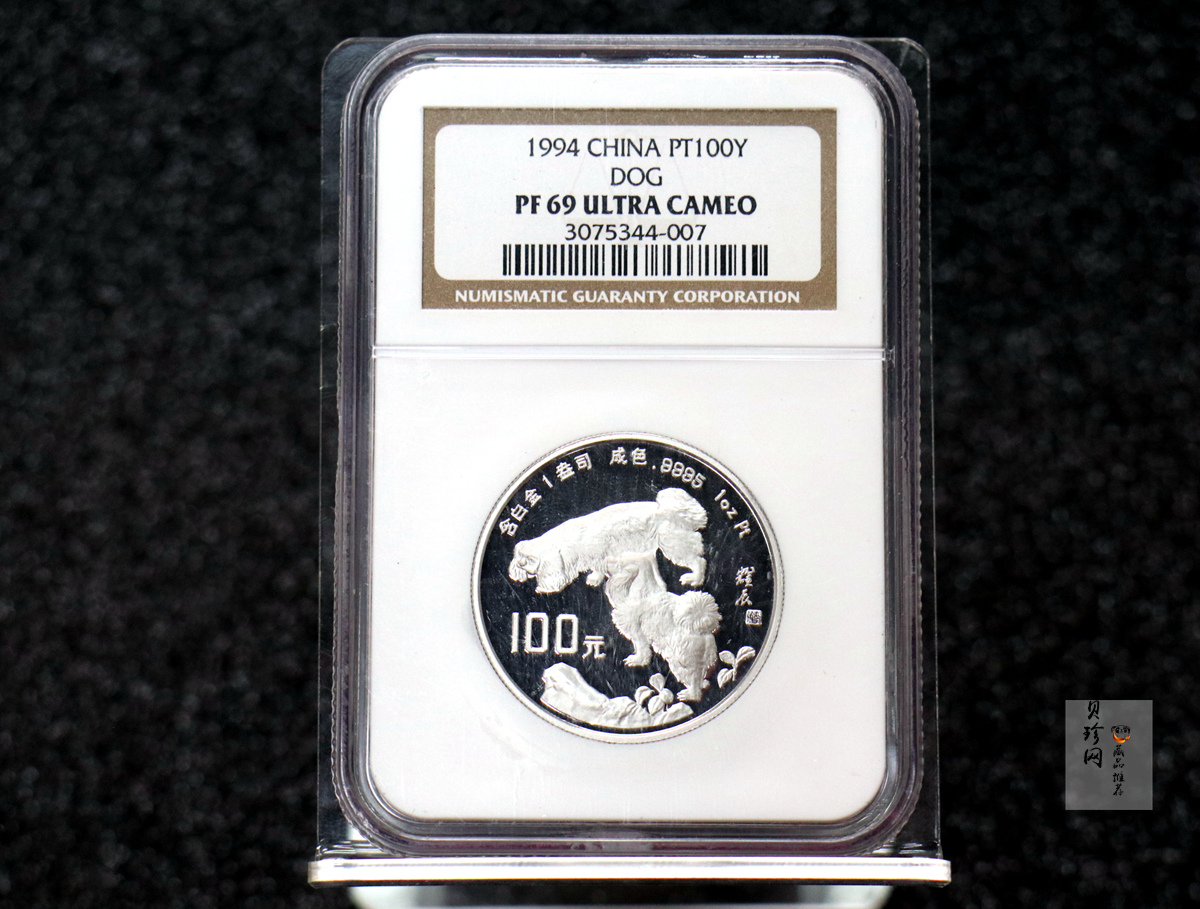 1994 CHINA PT100Y
DOG
PF 69 ULTRA CAMEO
3075344-007
NUMISMATIC GUARANTY CORPORATION
含白金1盎司 成色.9995 1oz Pt
100元
贝珍网
藏品推荐